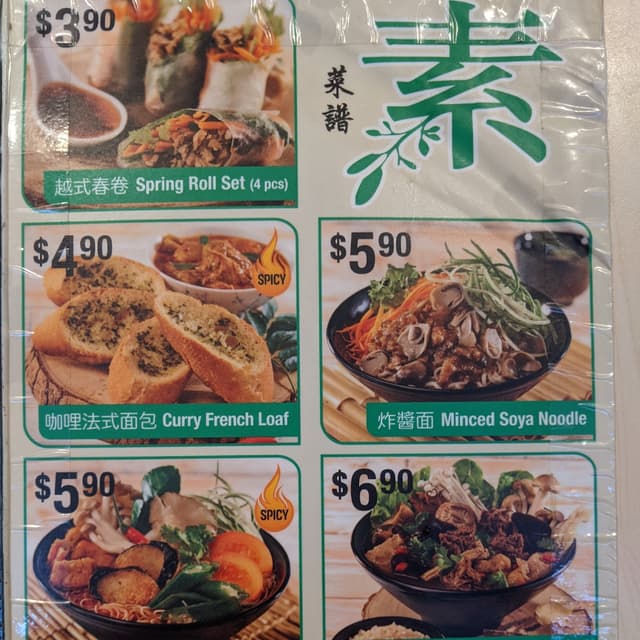 $3.90
素
菜譜
越式春卷 Spring Roll Set (4 pcs)
$4.90
SPICY
咖哩法式面包 Curry French Loaf
$5.90
炸醬面 Minced Soya Noodle
$5.90
SPICY
$6.90